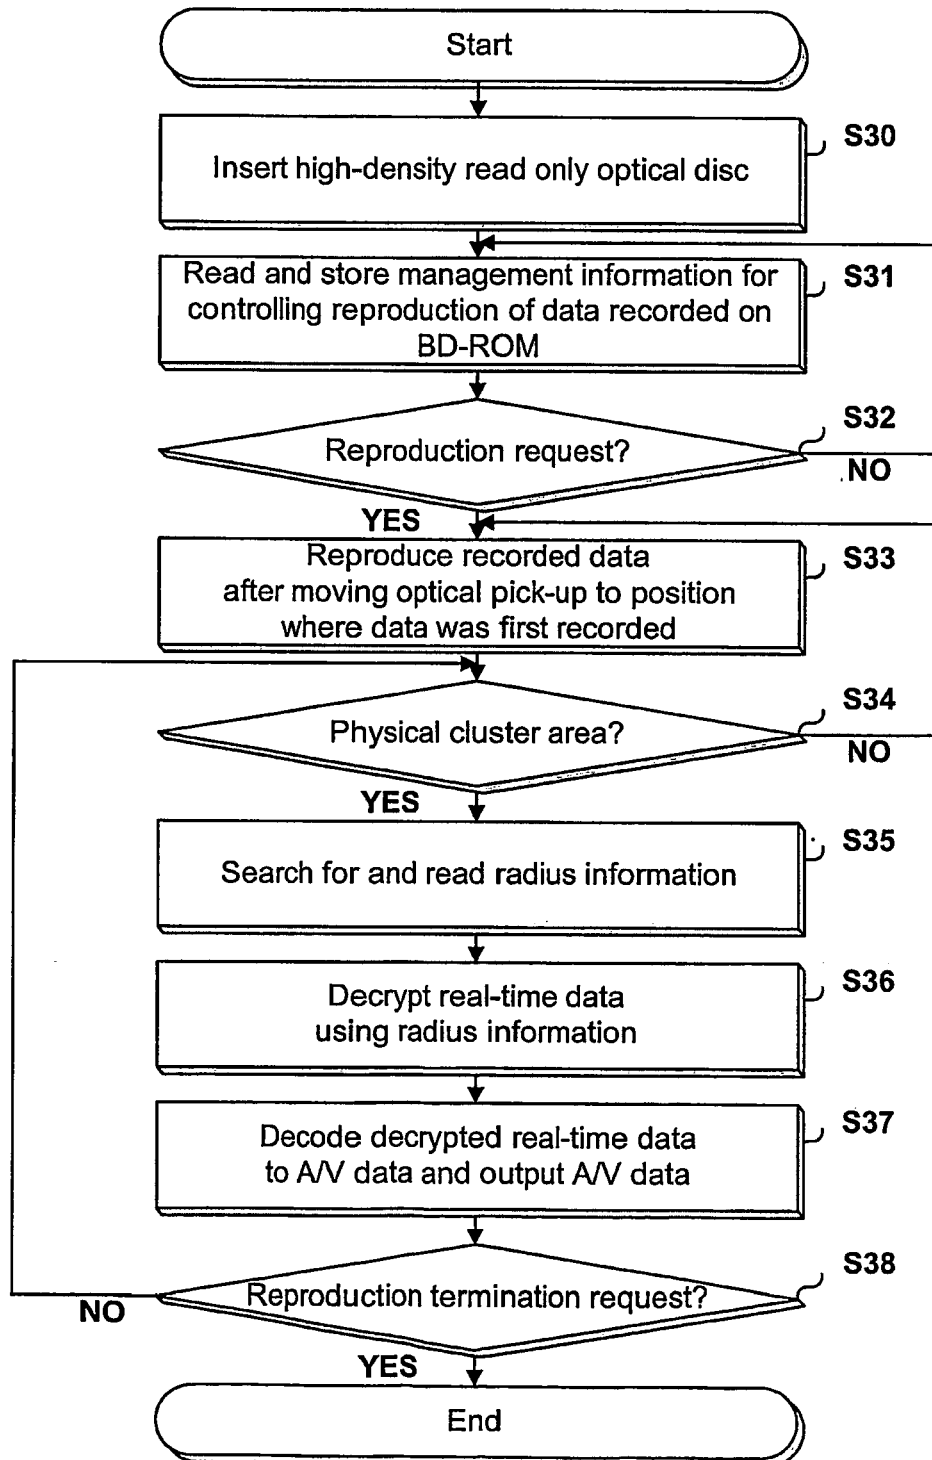 Start
S30
Insert high-density read only optical disc
S31
Read and store management information for
controlling reproduction of data recorded on
BD-ROM
S32
Reproduction request?
NO
YES
S33
Reproduce recorded data
after moving optical pick-up to position
where data was first recorded
S34
Physical cluster area?
NO
YES
S35
Search for and read radius information
S36
Decrypt real-time data
using radius information
S37
Decode decrypted real-time data
to A/V data and output A/V data
S38
Reproduction termination request?
NO
YES
End